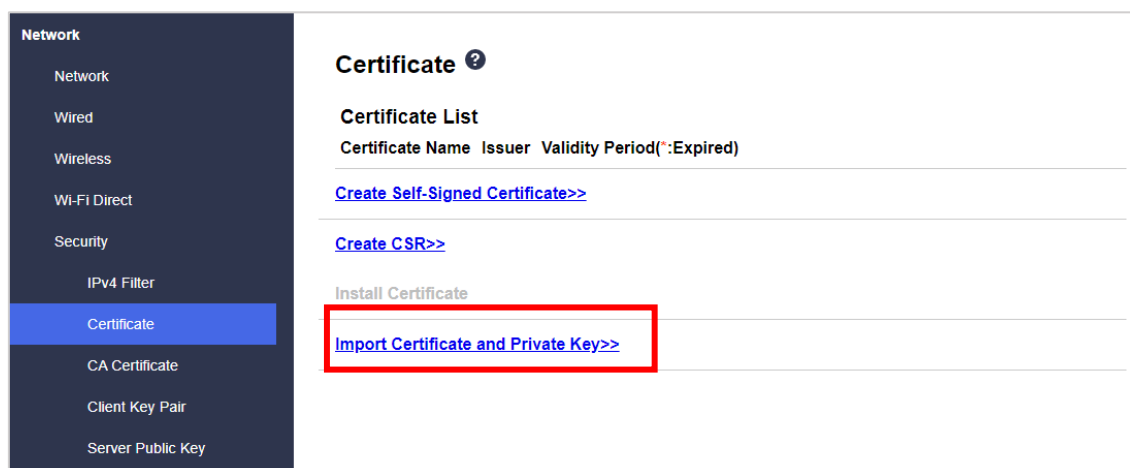 Network
Network
Wired
Wireless
Wi-Fi Direct
Security
IPv4 Filter
Certificate
CA Certificate
Client Key Pair
Server Public Key
Certificate ?
Certificate List
Certificate Name Issuer Validity Period(*:Expired)
Create Self-Signed Certificate>>
Create CSR>>
Install Certificate
Import Certificate and Private Key>>